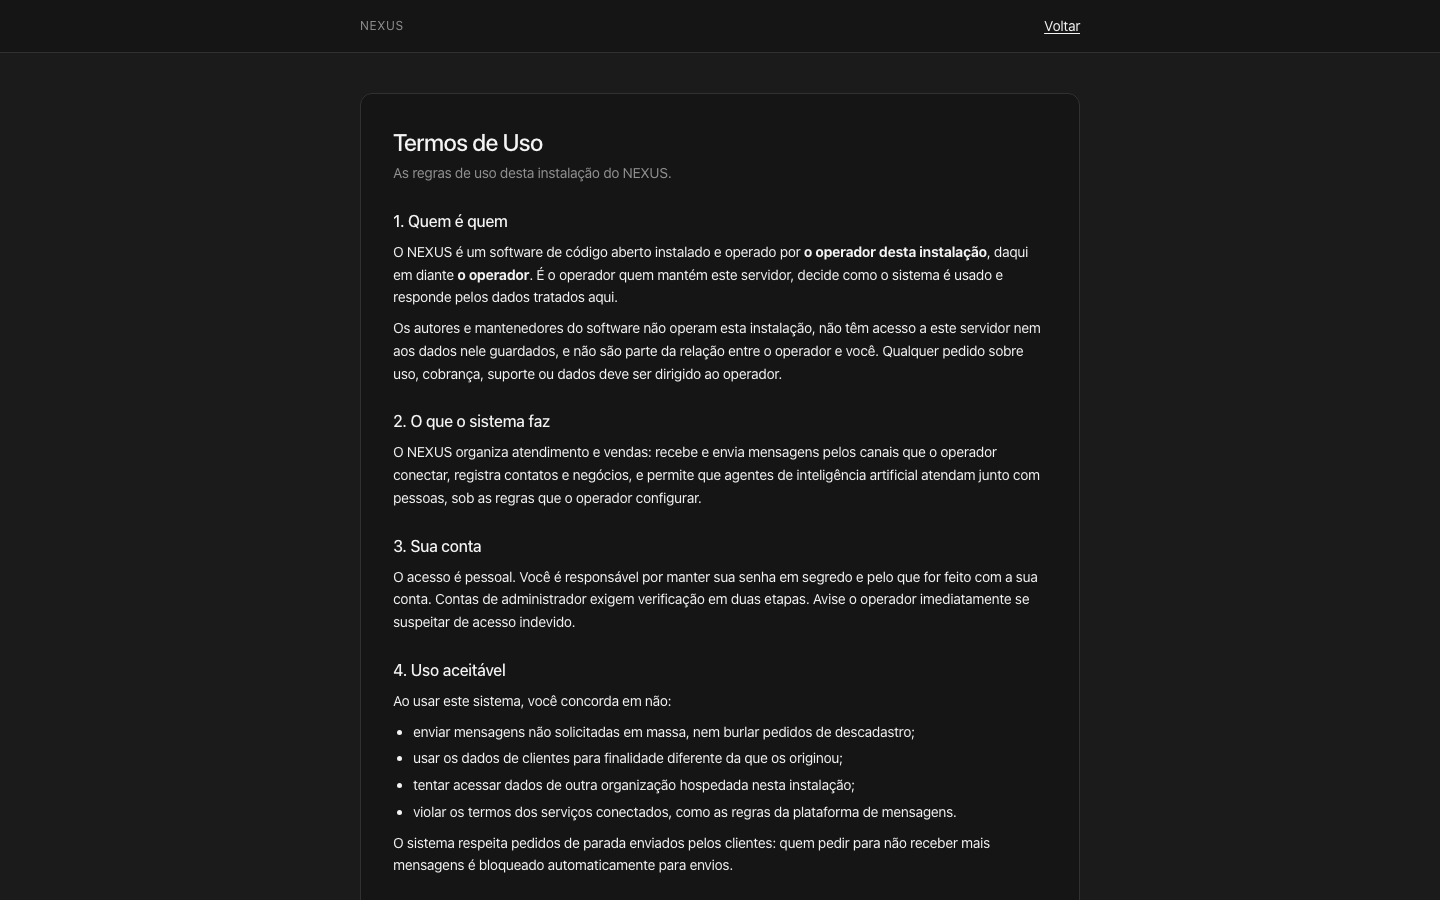 NEXUS
Voltar
Termos de Uso
As regras de uso desta instalação do NEXUS.
1. Quem é quem
O NEXUS é um software de código aberto instalado e operado por o operador desta instalação, daqui
em diante o operador. É o operador quem mantém este servidor, decide como o sistema é usado e
responde pelos dados tratados aqui.
Os autores e mantenedores do software não operam esta instalação, não têm acesso a este servidor nem
aos dados nele guardados, e não são parte da relação entre o operador e você. Qualquer pedido sobre
uso, cobrança, suporte ou dados deve ser dirigido ao operador.
2. O que o sistema faz
O NEXUS organiza atendimento e vendas: recebe e envia mensagens pelos canais que o operador
conectar, registra contatos e negócios, e permite que agentes de inteligência artificial atendam junto com
pessoas, sob as regras que o operador configurar.
3. Sua conta
O acesso é pessoal. Você é responsável por manter sua senha em segredo e pelo que for feito com a sua
conta. Contas de administrador exigem verificação em duas etapas. Avise o operador imediatamente se
suspeitar de acesso indevido.
4. Uso aceitável
Ao usar este sistema, você concorda em não:
• enviar mensagens não solicitadas em massa, nem burlar pedidos de descadastro;
• usar os dados de clientes para finalidade diferente da que os originou;
• tentar acessar dados de outra organização hospedada nesta instalação;
• violar os termos dos serviços conectados, como as regras da plataforma de mensagens.
O sistema respeita pedidos de parada enviados pelos clientes: quem pedir para não receber mais
mensagens é bloqueado automaticamente para envios.